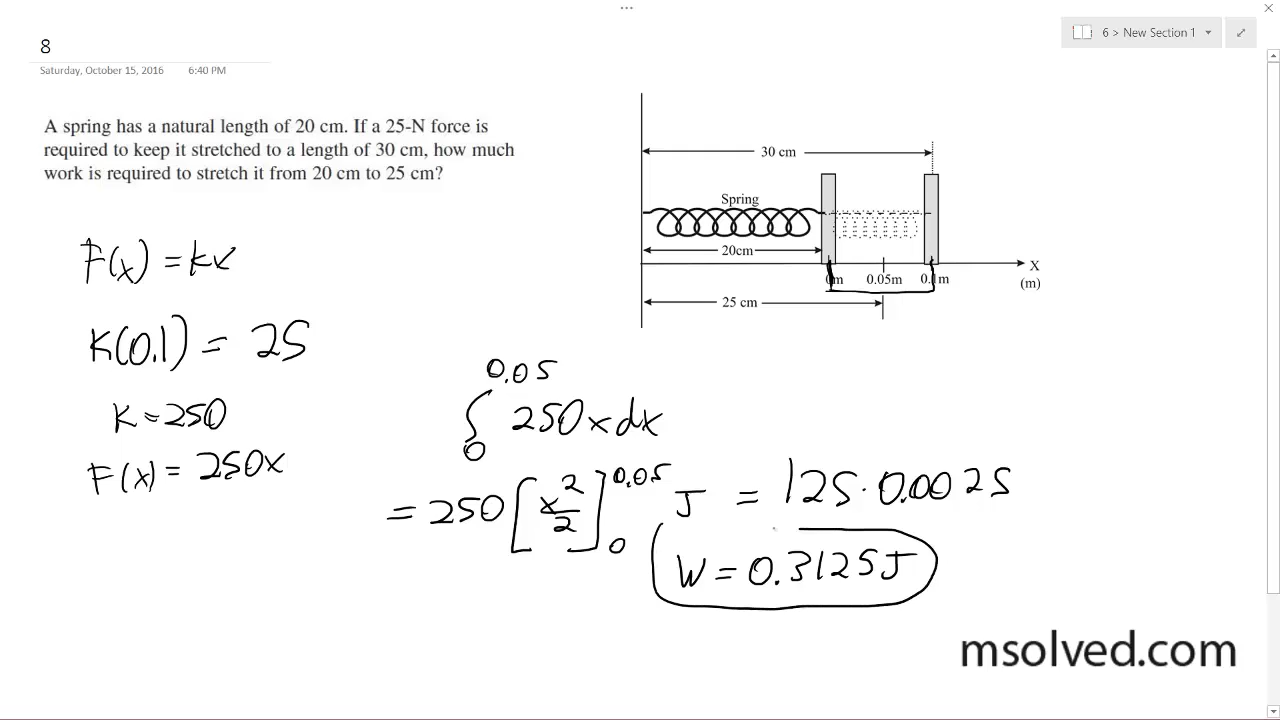 ...
6 > New Section 1
8
Saturday, October 15, 2016 6:40 PM
A spring has a natural length of 20 cm. If a 25-N force is
required to keep it stretched to a length of 30 cm, how much
work is required to stretch it from 20 cm to 25 cm?
30 cm
Spring
20cm
0m 0.05m 0.1m
X
(m)
25 cm
F(x) = kx
K(0.1) = 25
K = 250
F(x) = 250x
∫₀^0.05 250x dx
= 250 [x²/2]₀^0.05 J = 125 · 0.0025
W = 0.3125J
msolved.com